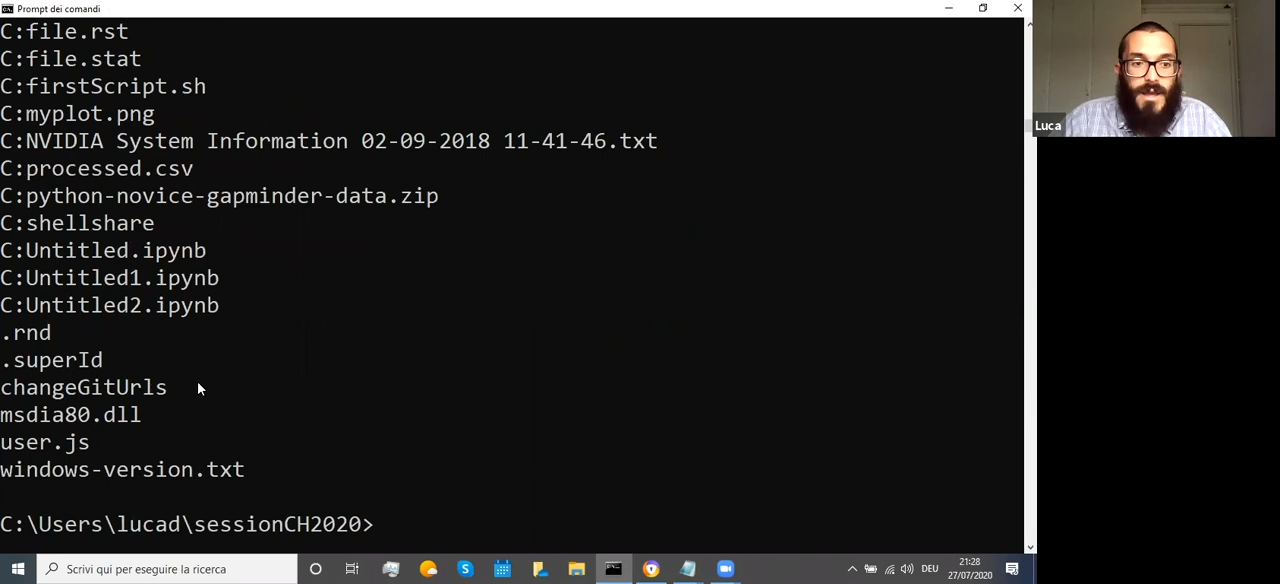 Prompt dei comandi
C:file.rst
C:file.stat
C:firstScript.sh
C:myplot.png
C:NVIDIA System Information 02-09-2018 11-41-46.txt
C:processed.csv
C:python-novice-gapminder-data.zip
C:shellshare
C:Untitled.ipynb
C:Untitled1.ipynb
C:Untitled2.ipynb
.rnd
.superId
changeGitUrls
msdia80.dll
user.js
windows-version.txt
C:\Users\lucad\sessionCH2020>
Luca
Scrivi qui per eseguire la ricerca
DEU
21:28
27/07/2020